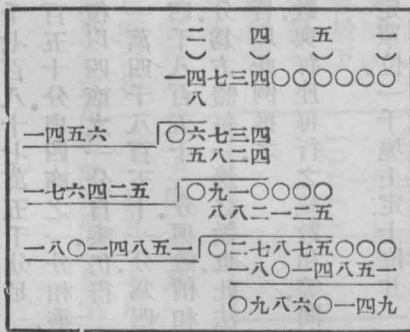 二 四 五 一
一四七三四〇〇〇〇〇〇
八
一四五六 〇六七三四
五八二四
一七六四二五 〇九一〇〇〇〇
八八二一二五
一八〇一四八五一 〇二七八七五〇〇〇
一八〇一四八五一
〇九八六〇一四九